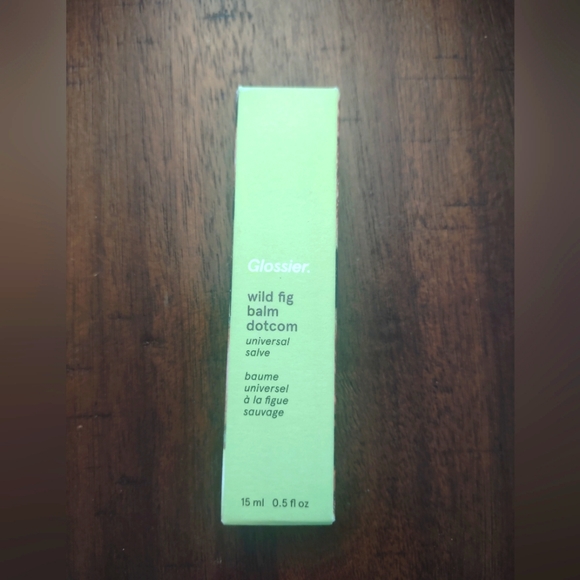 Glossier.
wild fig
balm
dotcom
universal
salve
baume
universel
à la figue
sauvage
15 ml 0.5 fl oz